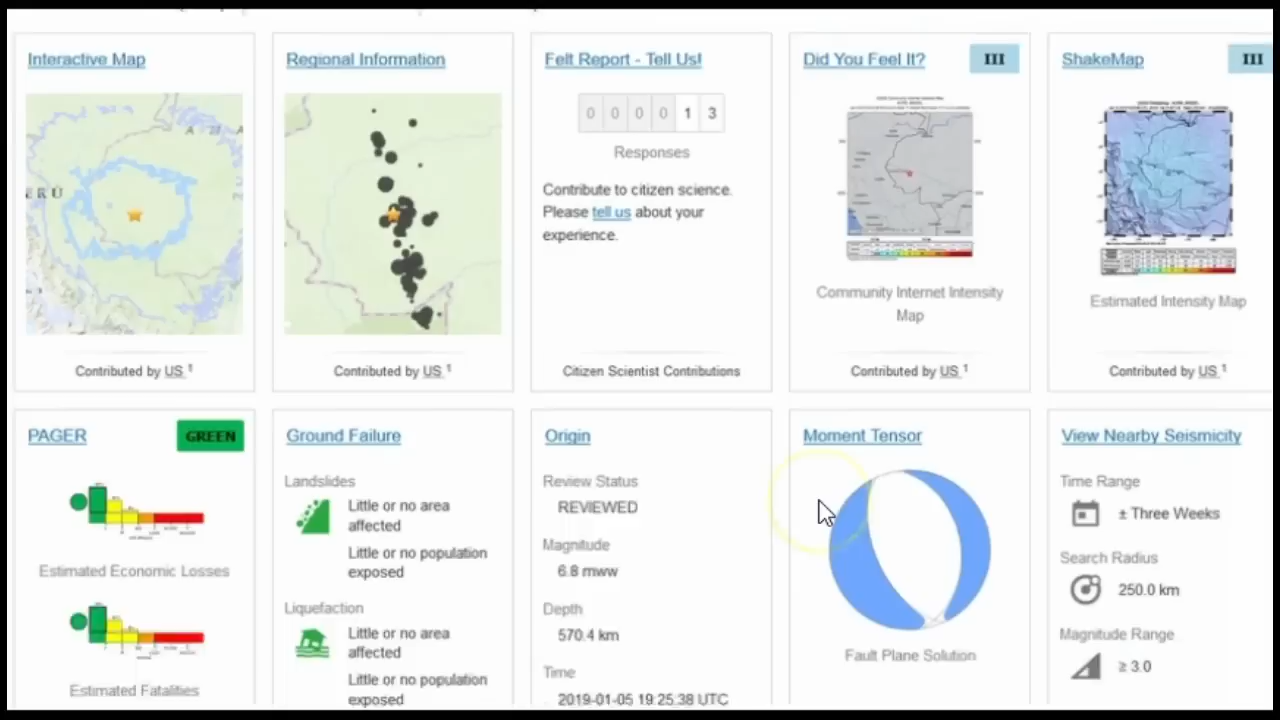 Interactive Map
ERÚ
Contributed by US 1
Regional Information
Contributed by US 1
Felt Report - Tell Us!
0 0 0 0 1 3
Responses
Contribute to citizen science.
Please tell us about your
experience.
Citizen Scientist Contributions
Did You Feel It?
III
Community Internet Intensity
Map
Contributed by US 1
ShakeMap
III
Estimated Intensity Map
Contributed by US 1
PAGER
GREEN
Estimated Economic Losses
Estimated Fatalities
Ground Failure
Landslides
Little or no area
affected
Little or no population
exposed
Liquefaction
Little or no area
affected
Little or no population
exposed
Origin
Review Status
REVIEWED
Magnitude
6.8 mww
Depth
570.4 km
Time
2019-01-05 19:25:38 UTC
Moment Tensor
Fault Plane Solution
View Nearby Seismicity
Time Range
± Three Weeks
Search Radius
250.0 km
Magnitude Range
≥ 3.0